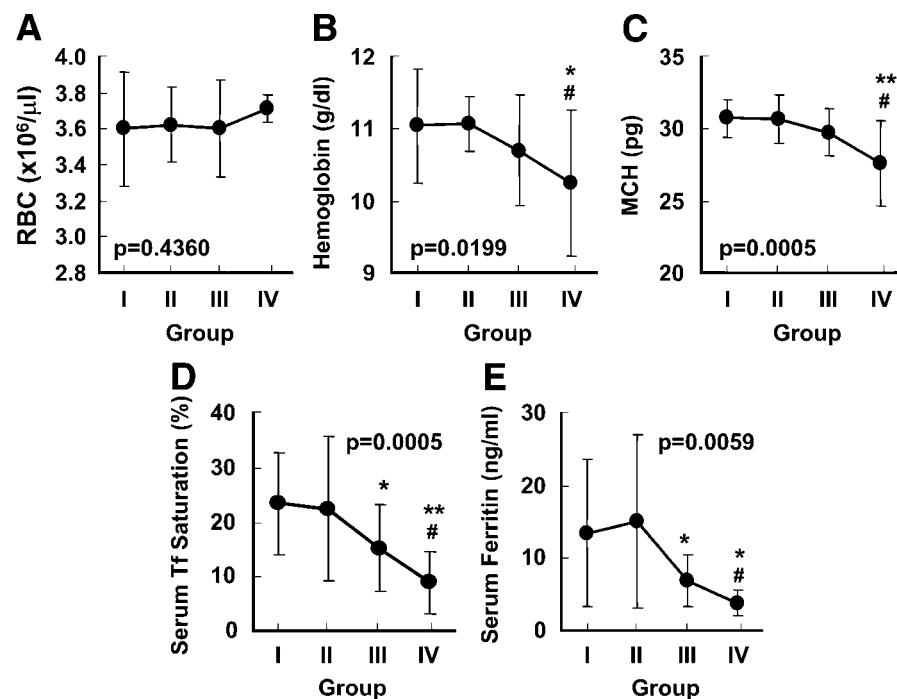 A
RBC (x10⁶/µl)
4.0
3.8
3.6
3.4
3.2
3.0
2.8
p=0.4360
I II III IV
Group
B
Hemoglobin (g/dl)
12
11
10
9
*
#
p=0.0199
I II III IV
Group
C
MCH (pg)
35
30
25
20
**
#
p=0.0005
I II III IV
Group
D
Serum Tf Saturation (%)
40
30
20
10
0
p=0.0005
*
**
#
I II III IV
Group
E
Serum Ferritin (ng/ml)
30
20
10
0
p=0.0059
*
*
#
I II III IV
Group